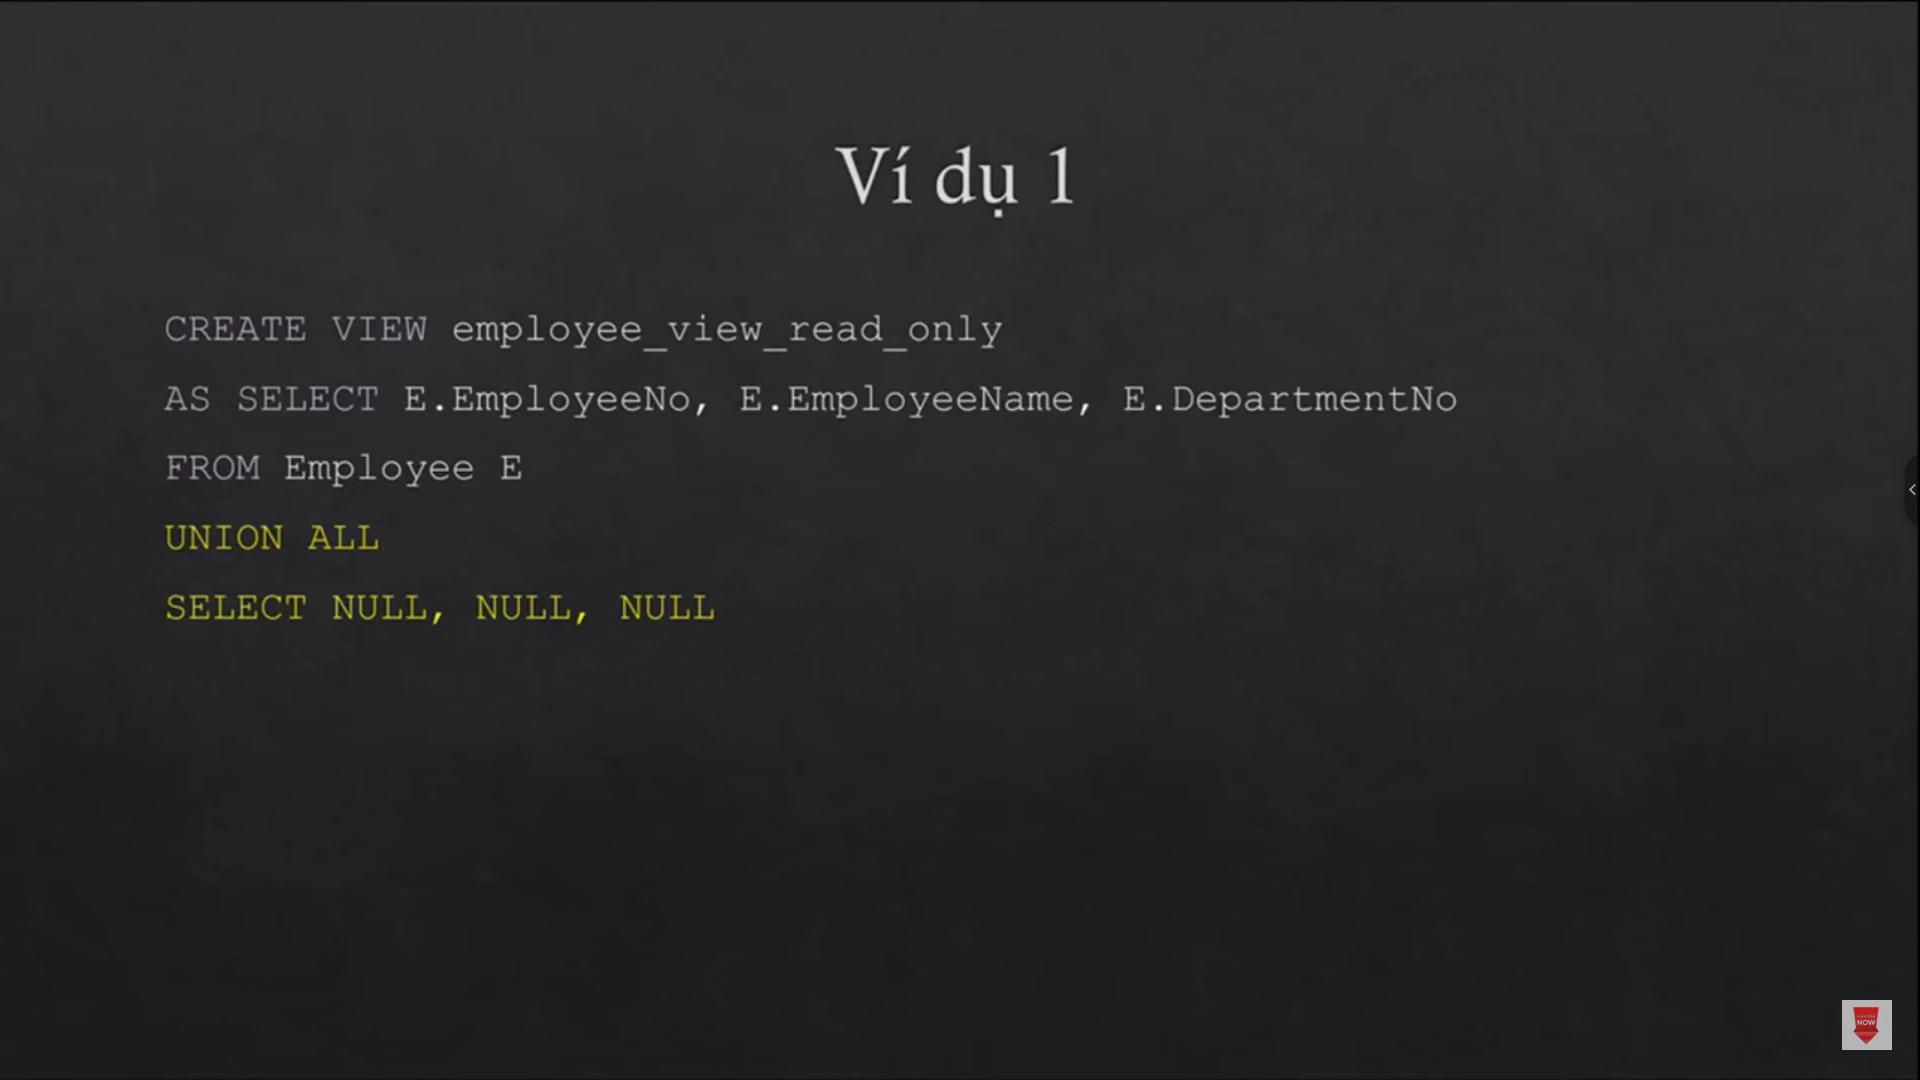 Ví dụ 1
CREATE VIEW employee_view_read_only
AS SELECT E.EmployeeNo, E.EmployeeName, E.DepartmentNo
FROM Employee E
UNION ALL
SELECT NULL, NULL, NULL
NOW